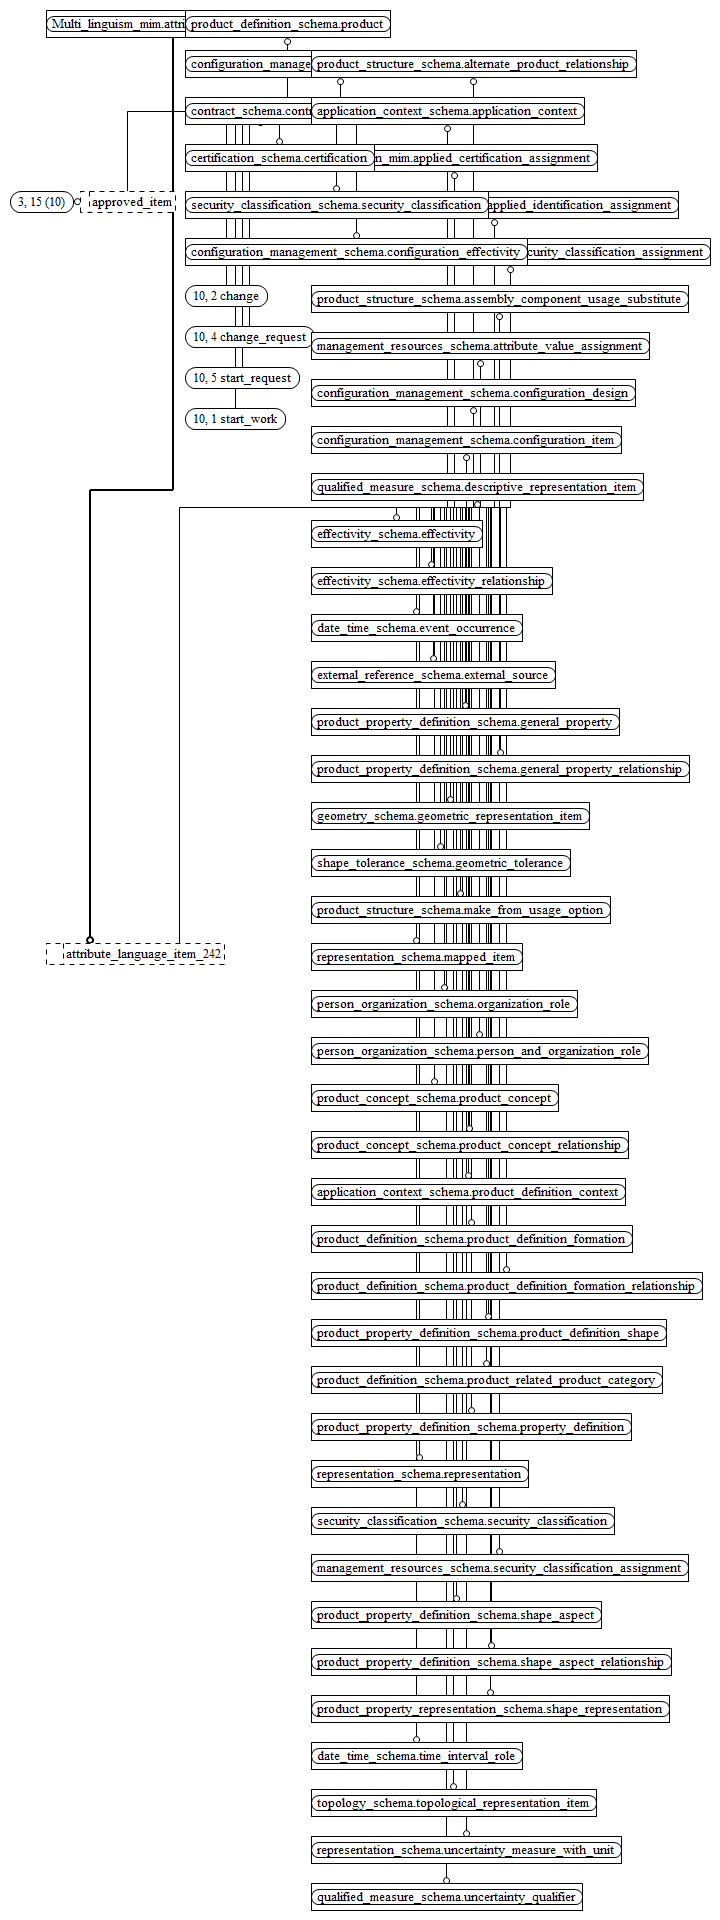 Multi_linguism_mim.attri
product_definition_schema.product
configuration_manage
product_structure_schema.alternate_product_relationship
contract_schema.contr
application_context_schema.application_context
certification_schema.certification
n_mim.applied_certification_assignment
3, 15 (10)
approved_item
security_classification_schema.security_classification
applied_identification_assignment
configuration_management_schema.configuration_effectivity
curity_classification_assignment
10, 2 change
product_structure_schema.assembly_component_usage_substitute
10, 4 change_request
management_resources_schema.attribute_value_assignment
10, 5 start_request
configuration_management_schema.configuration_design
10, 1 start_work
configuration_management_schema.configuration_item
qualified_measure_schema.descriptive_representation_item
effectivity_schema.effectivity
effectivity_schema.effectivity_relationship
date_time_schema.event_occurrence
external_reference_schema.external_source
product_property_definition_schema.general_property
product_property_definition_schema.general_property_relationship
geometry_schema.geometric_representation_item
shape_tolerance_schema.geometric_tolerance
product_structure_schema.make_from_usage_option
attribute_language_item_242
representation_schema.mapped_item
person_organization_schema.organization_role
person_organization_schema.person_and_organization_role
product_concept_schema.product_concept
product_concept_schema.product_concept_relationship
application_context_schema.product_definition_context
product_definition_schema.product_definition_formation
product_definition_schema.product_definition_formation_relationship
product_property_definition_schema.product_definition_shape
product_definition_schema.product_related_product_category
product_property_definition_schema.property_definition
representation_schema.representation
security_classification_schema.security_classification
management_resources_schema.security_classification_assignment
product_property_definition_schema.shape_aspect
product_property_definition_schema.shape_aspect_relationship
product_property_representation_schema.shape_representation
date_time_schema.time_interval_role
topology_schema.topological_representation_item
representation_schema.uncertainty_measure_with_unit
qualified_measure_schema.uncertainty_qualifier